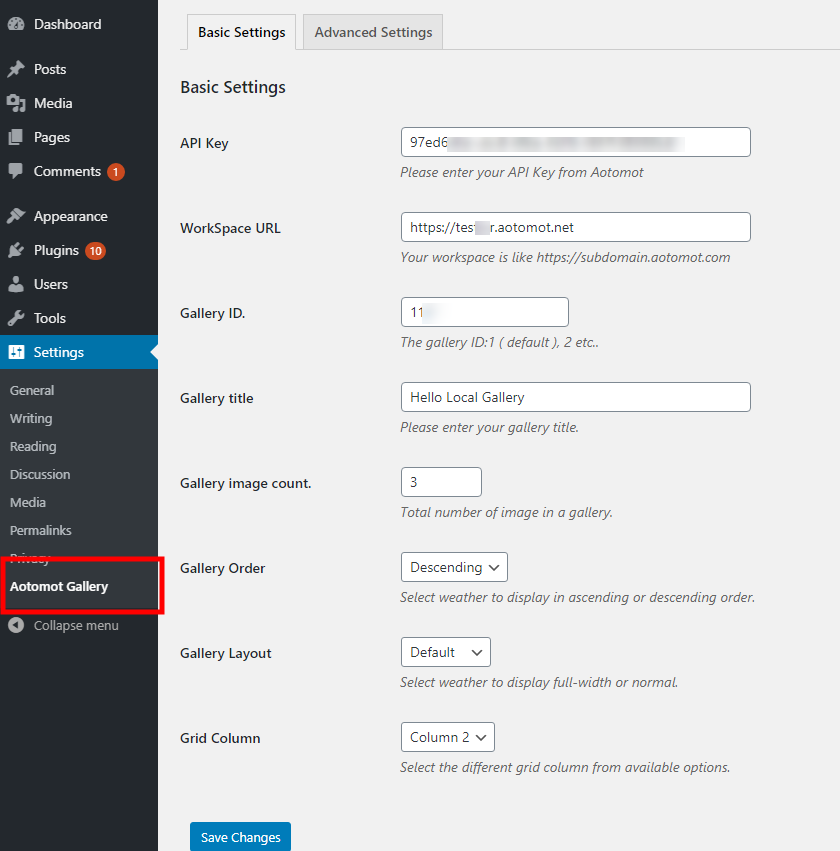 Dashboard
Posts
Media
Pages
Comments 1
Appearance
Plugins 10
Users
Tools
Settings
General
Writing
Reading
Discussion
Media
Permalinks
Privacy
Aotomot Gallery
Collapse menu
Basic Settings Advanced Settings
Basic Settings
API Key 97ed6
Please enter your API Key from Aotomot
WorkSpace URL https://tes r.aotomot.net
Your workspace is like https://subdomain.aotomot.com
Gallery ID. 11
The gallery ID:1 ( default ), 2 etc..
Gallery title Hello Local Gallery
Please enter your gallery title.
Gallery image count. 3
Total number of image in a gallery.
Gallery Order Descending
Select weather to display in ascending or descending order.
Gallery Layout Default
Select weather to display full-width or normal.
Grid Column Column 2
Select the different grid column from available options.
Save Changes